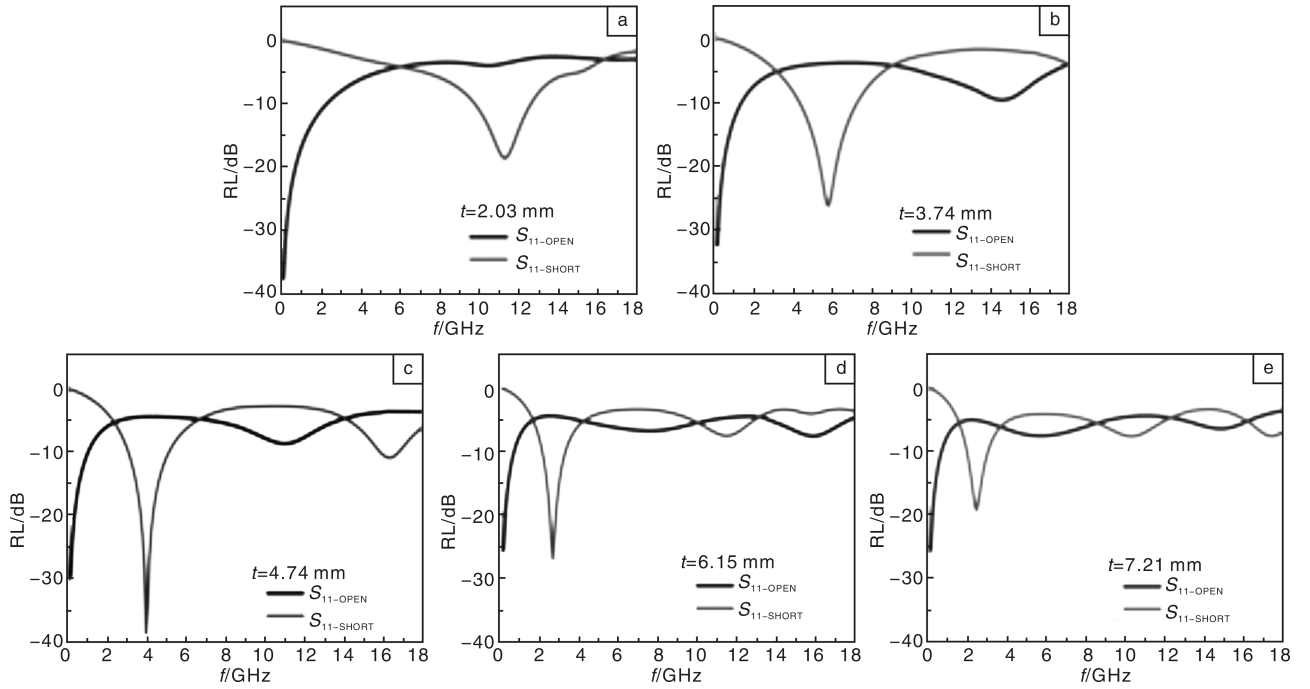 a
0
−10
−20
−30
−40
RL/dB
t=2.03 mm
S11−OPEN
S11−SHORT
0 2 4 6 8 10 12 14 16 18
f/GHz
b
0
−10
−20
−30
−40
RL/dB
t=3.74 mm
S11−OPEN
S11−SHORT
0 2 4 6 8 10 12 14 16 18
f/GHz
c
0
−10
−20
−30
−40
RL/dB
t=4.74 mm
S11−OPEN
S11−SHORT
0 2 4 6 8 10 12 14 16 18
f/GHz
d
0
−10
−20
−30
−40
RL/dB
t=6.15 mm
S11−OPEN
S11−SHORT
0 2 4 6 8 10 12 14 16 18
f/GHz
e
0
−10
−20
−30
−40
RL/dB
t=7.21 mm
S11−OPEN
S11−SHORT
0 2 4 6 8 10 12 14 16 18
f/GHz